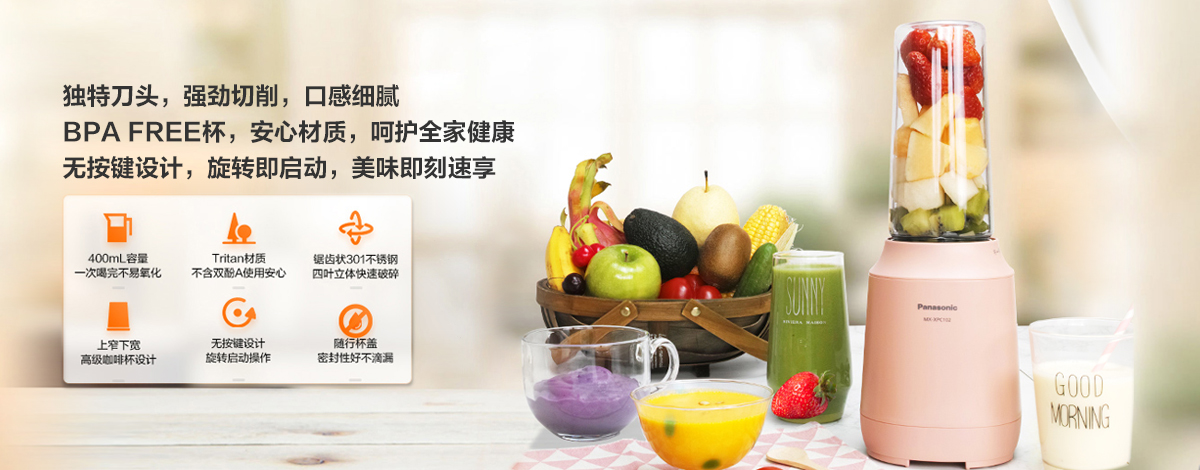 独特刀头，强劲切削，口感细腻
BPA FREE杯，安心材质，呵护全家健康
无按键设计，旋转即启动，美味即刻速享
400mL容量
一次喝完不易氧化
Tritan材质
不含双酚A使用安心
锯齿状301不锈钢
四叶立体快速破碎
上窄下宽
高级咖啡杯设计
无按键设计
旋转启动操作
随行杯盖
密封性好不滴漏
SUNNY
Panasonic
GOOD
MORNING